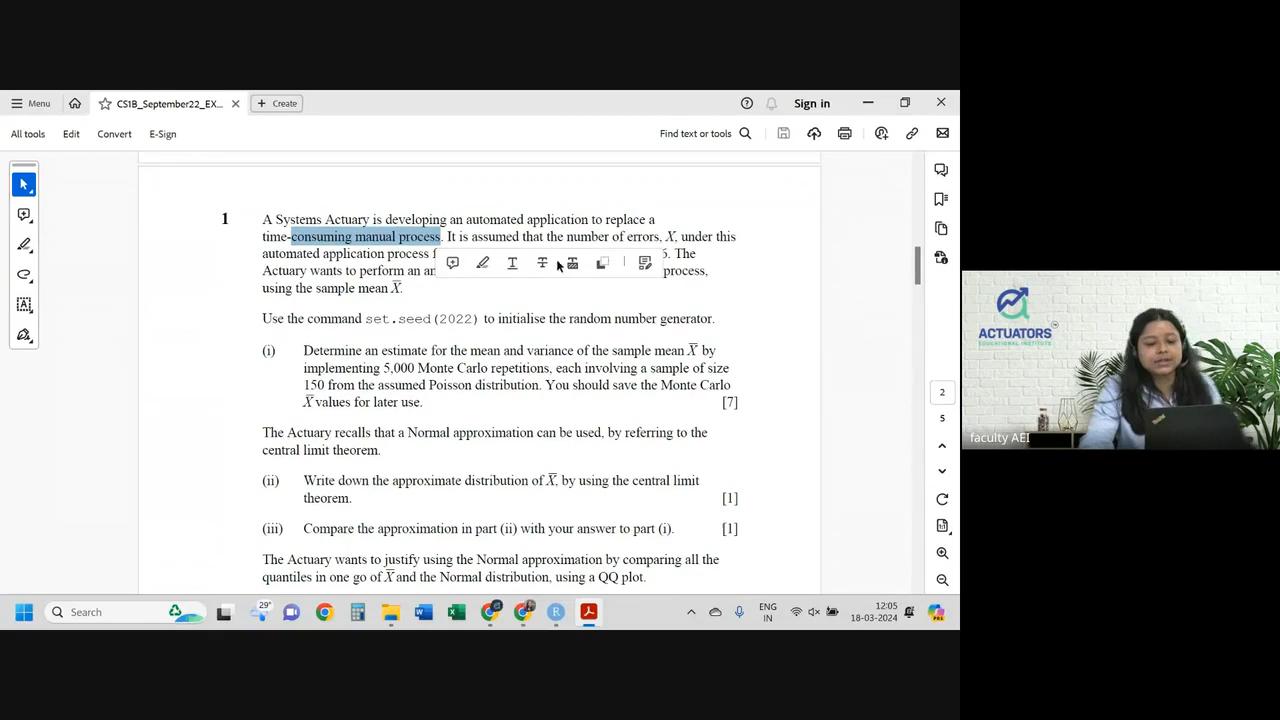 Menu
CS1B_September22_EX...
Create
Sign in
All tools
Edit
Convert
E-Sign
Find text or tools
1
A Systems Actuary is developing an automated application to replace a
time-consuming manual process. It is assumed that the number of errors, X, under this
automated application process
The
Actuary wants to perform an
process,
using the sample mean X̅.
Use the command set.seed(2022) to initialise the random number generator.
(i) Determine an estimate for the mean and variance of the sample mean X̅ by
implementing 5,000 Monte Carlo repetitions, each involving a sample of size
150 from the assumed Poisson distribution. You should save the Monte Carlo
X̅ values for later use. [7]
The Actuary recalls that a Normal approximation can be used, by referring to the
central limit theorem.
(ii) Write down the approximate distribution of X̅, by using the central limit
theorem. [1]
(iii) Compare the approximation in part (ii) with your answer to part (i). [1]
The Actuary wants to justify using the Normal approximation by comparing all the
quantiles in one go of X̅ and the Normal distribution, using a QQ plot.
2
5
ACTUATORS
EDUCATIONAL INSTITUTE
faculty AEI
Search
29°
ENG
IN
12:05
18-03-2024